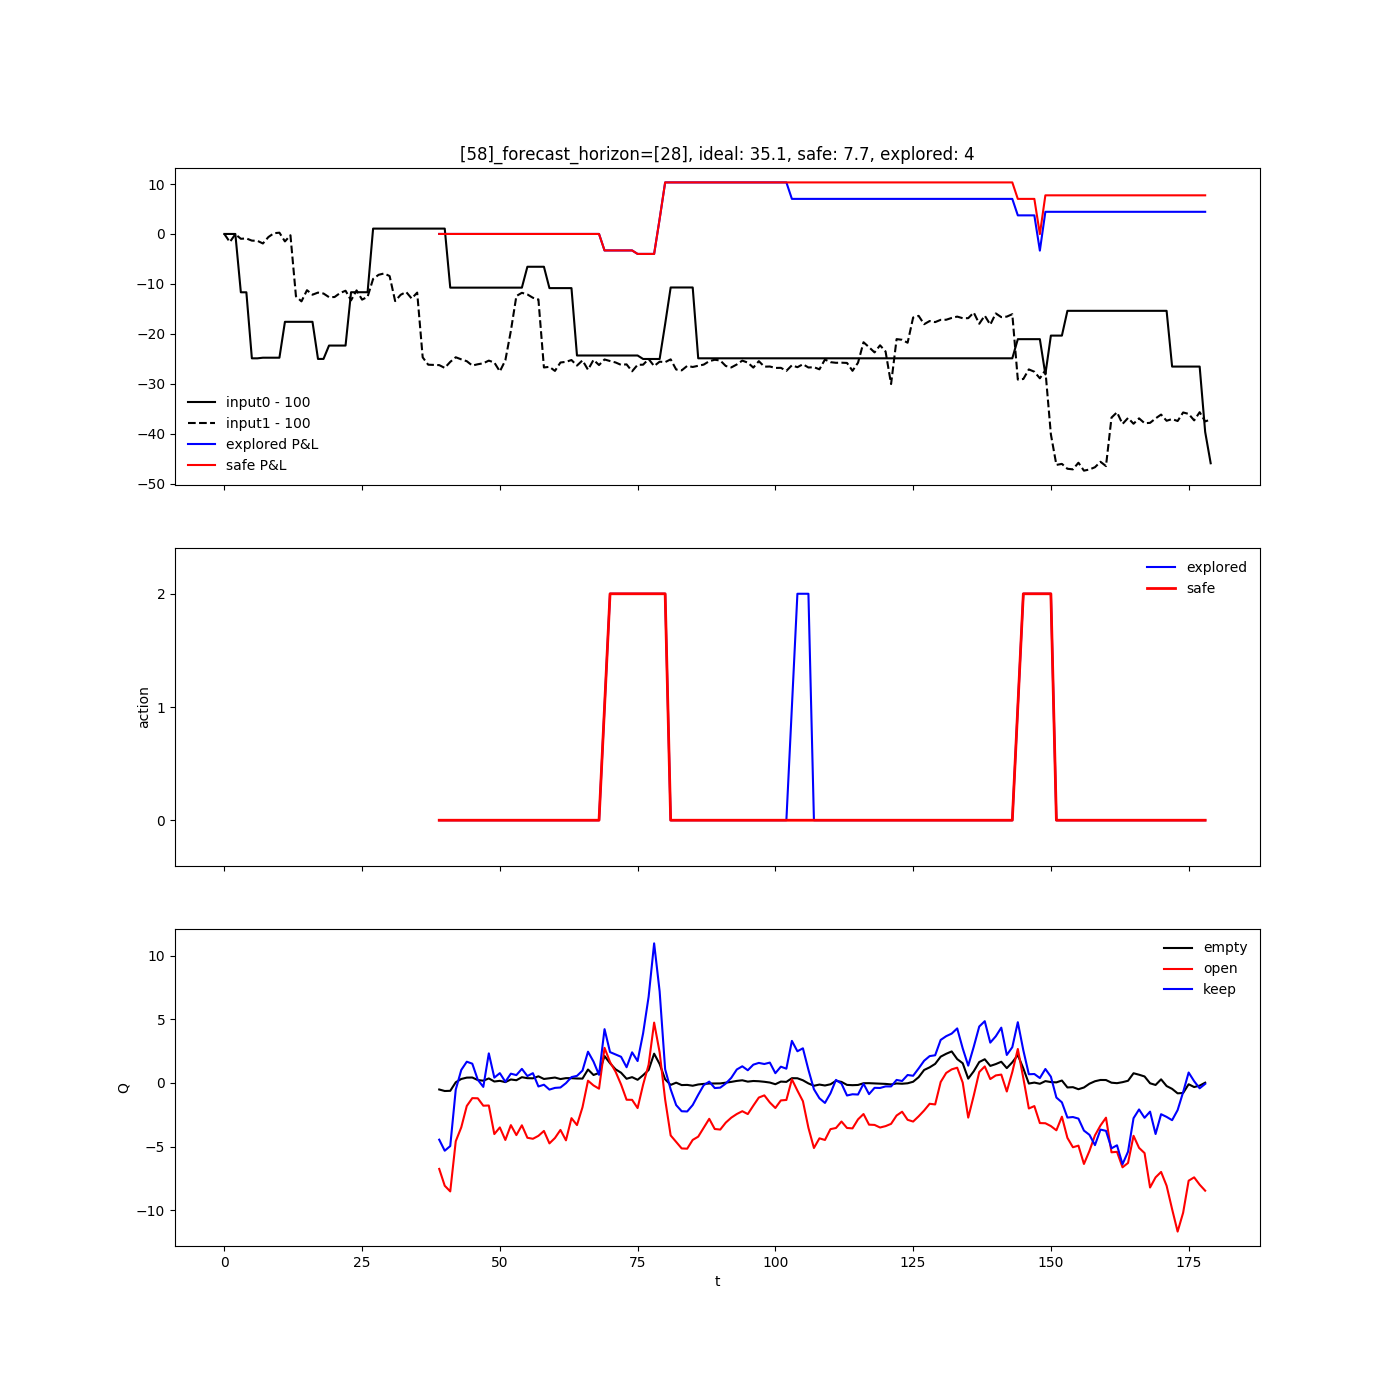 [58]_forecast_horizon=[28], ideal: 35.1, safe: 7.7, explored: 4
10
0
−10
−20
−30
−40
−50
input0 - 100
input1 - 100
explored P&L
safe P&L
explored
safe
2
1
0
action
empty
open
keep
10
5
0
−5
−10
Q
0 25 50 75 100 125 150 175
t